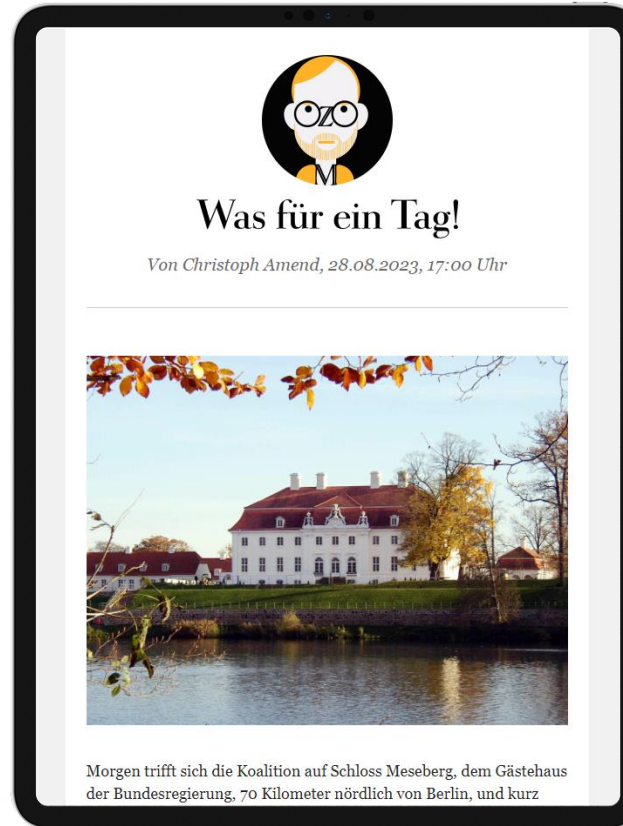 ZO
M
Was für ein Tag!
Von Christoph Amend, 28.08.2023, 17:00 Uhr
Morgen trifft sich die Koalition auf Schloss Meseberg, dem Gästehaus
der Bundesregierung, 70 Kilometer nördlich von Berlin, und kurz